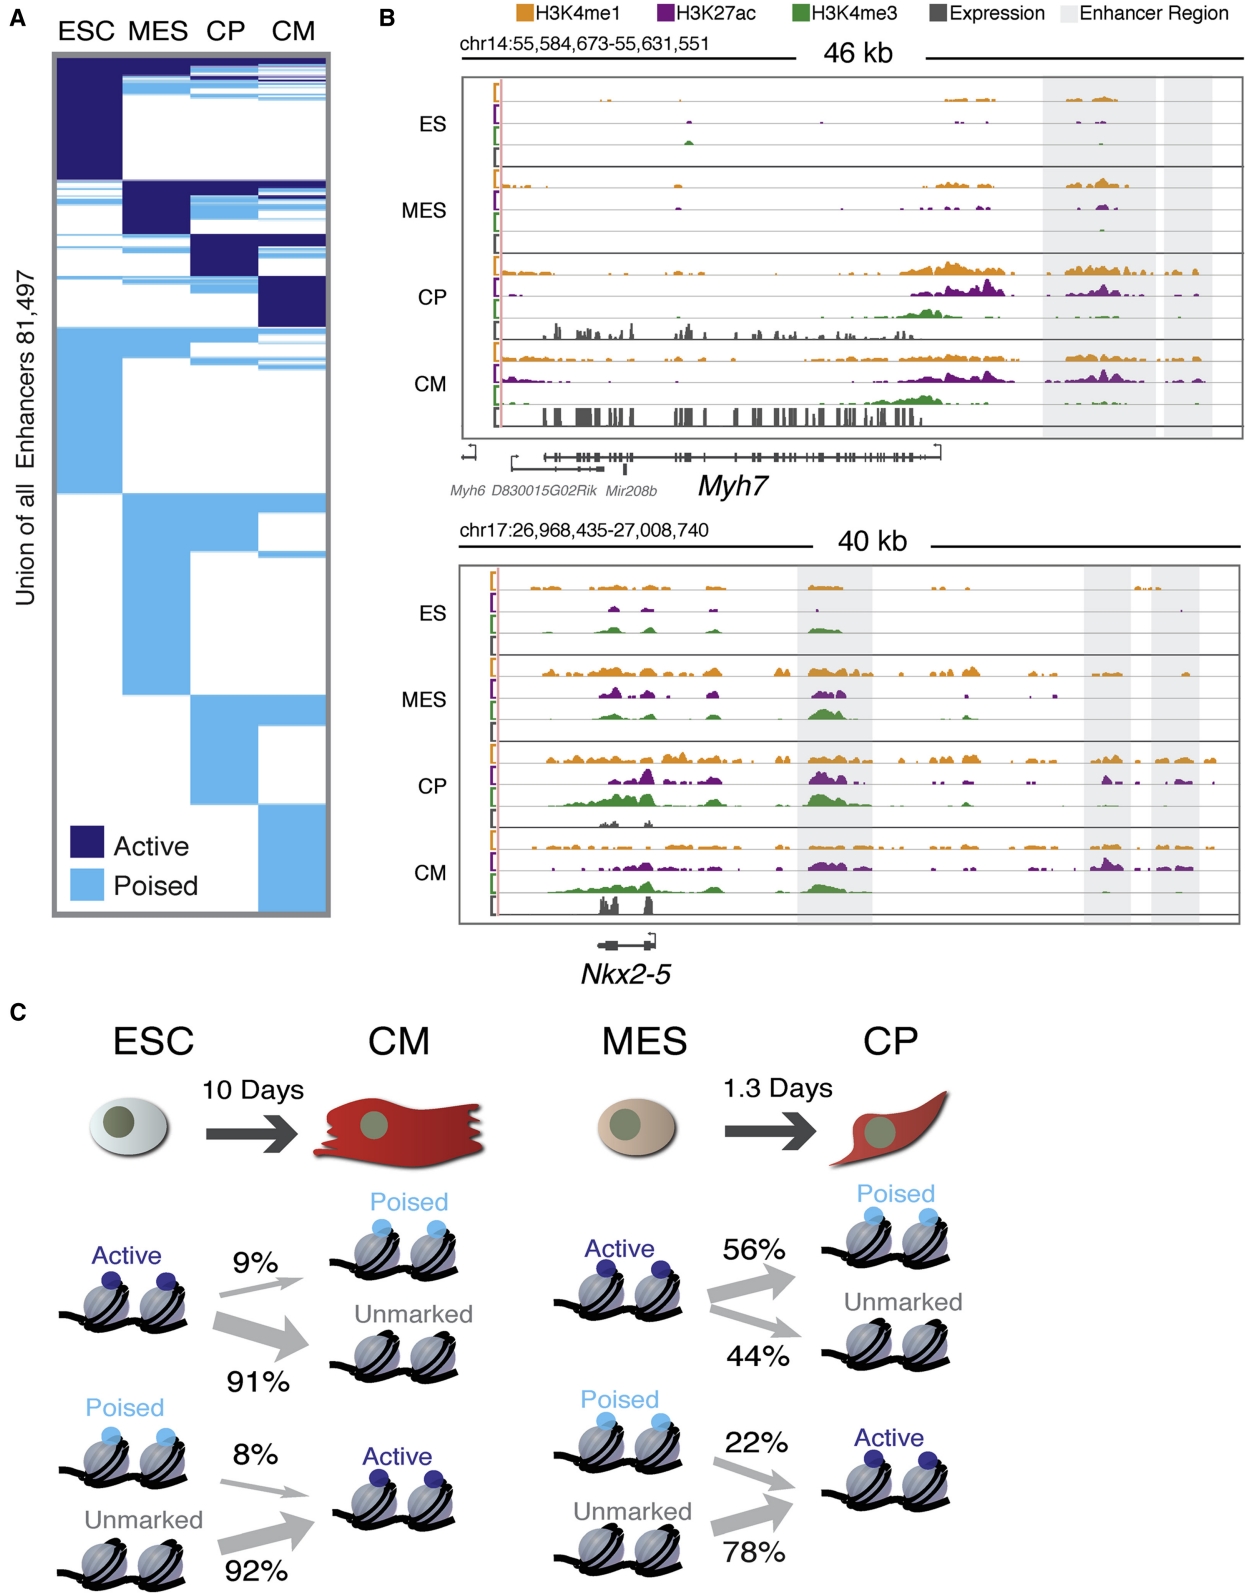 A
ESC MES CP CM
Union of all Enhancers 81,497
Active
Poised
B
H3K4me1 H3K27ac H3K4me3 Expression Enhancer Region
chr14:55,584,673-55,631,551
46 kb
ES
MES
CP
CM
Myh6 D830015G02Rik Mir208b
Myh7
chr17:26,968,435-27,008,740
40 kb
ES
MES
CP
CM
Nkx2-5
C
ESC CM
10 Days
Active
9%
91%
Poised
Unmarked
Poised
8%
Unmarked
92%
Active
MES CP
1.3 Days
Active
56%
44%
Poised
Unmarked
Poised
22%
Unmarked
78%
Active